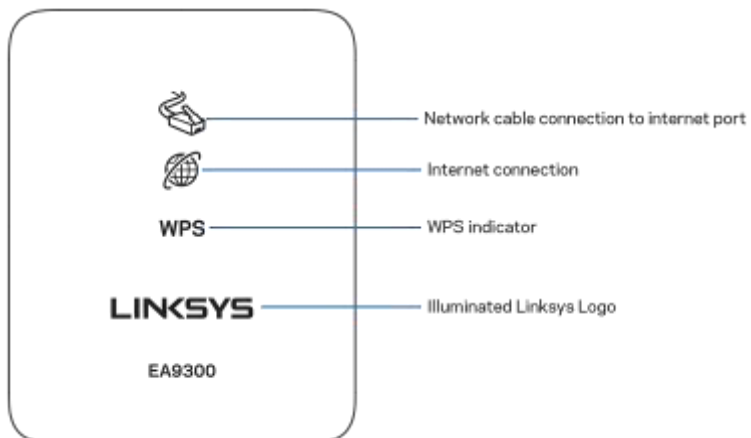 Network cable connection to internet port
Internet connection
WPS WPS indicator
LINKSYS Illuminated Linksys Logo
EA9300